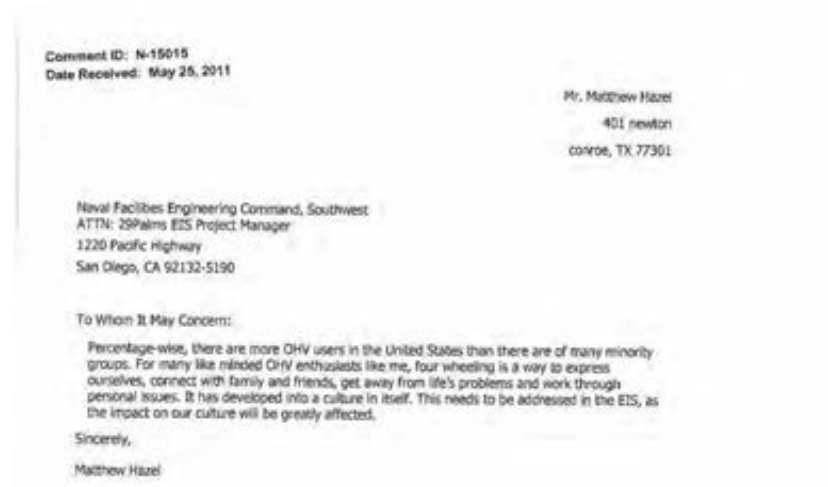 Comment ID: N-15015
Date Received: May 25, 2011
Mr. Matthew Hazel
401 newton
conroe, TX 77301
Naval Facilities Engineering Command, Southwest
ATTN: 29Palms EIS Project Manager
1220 Pacific Highway
San Diego, CA 92132-5190
To Whom It May Concern:
Percentage-wise, there are more OHV users in the United States than there are of many minority
groups. For many like minded OHV enthusiasts like me, four wheeling is a way to express
ourselves, connect with family and friends, get away from life's problems and work through
personal issues. It has developed into a culture in itself. This needs to be addressed in the EIS, as
the impact on our culture will be greatly affected.
Sincerely,
Matthew Hazel